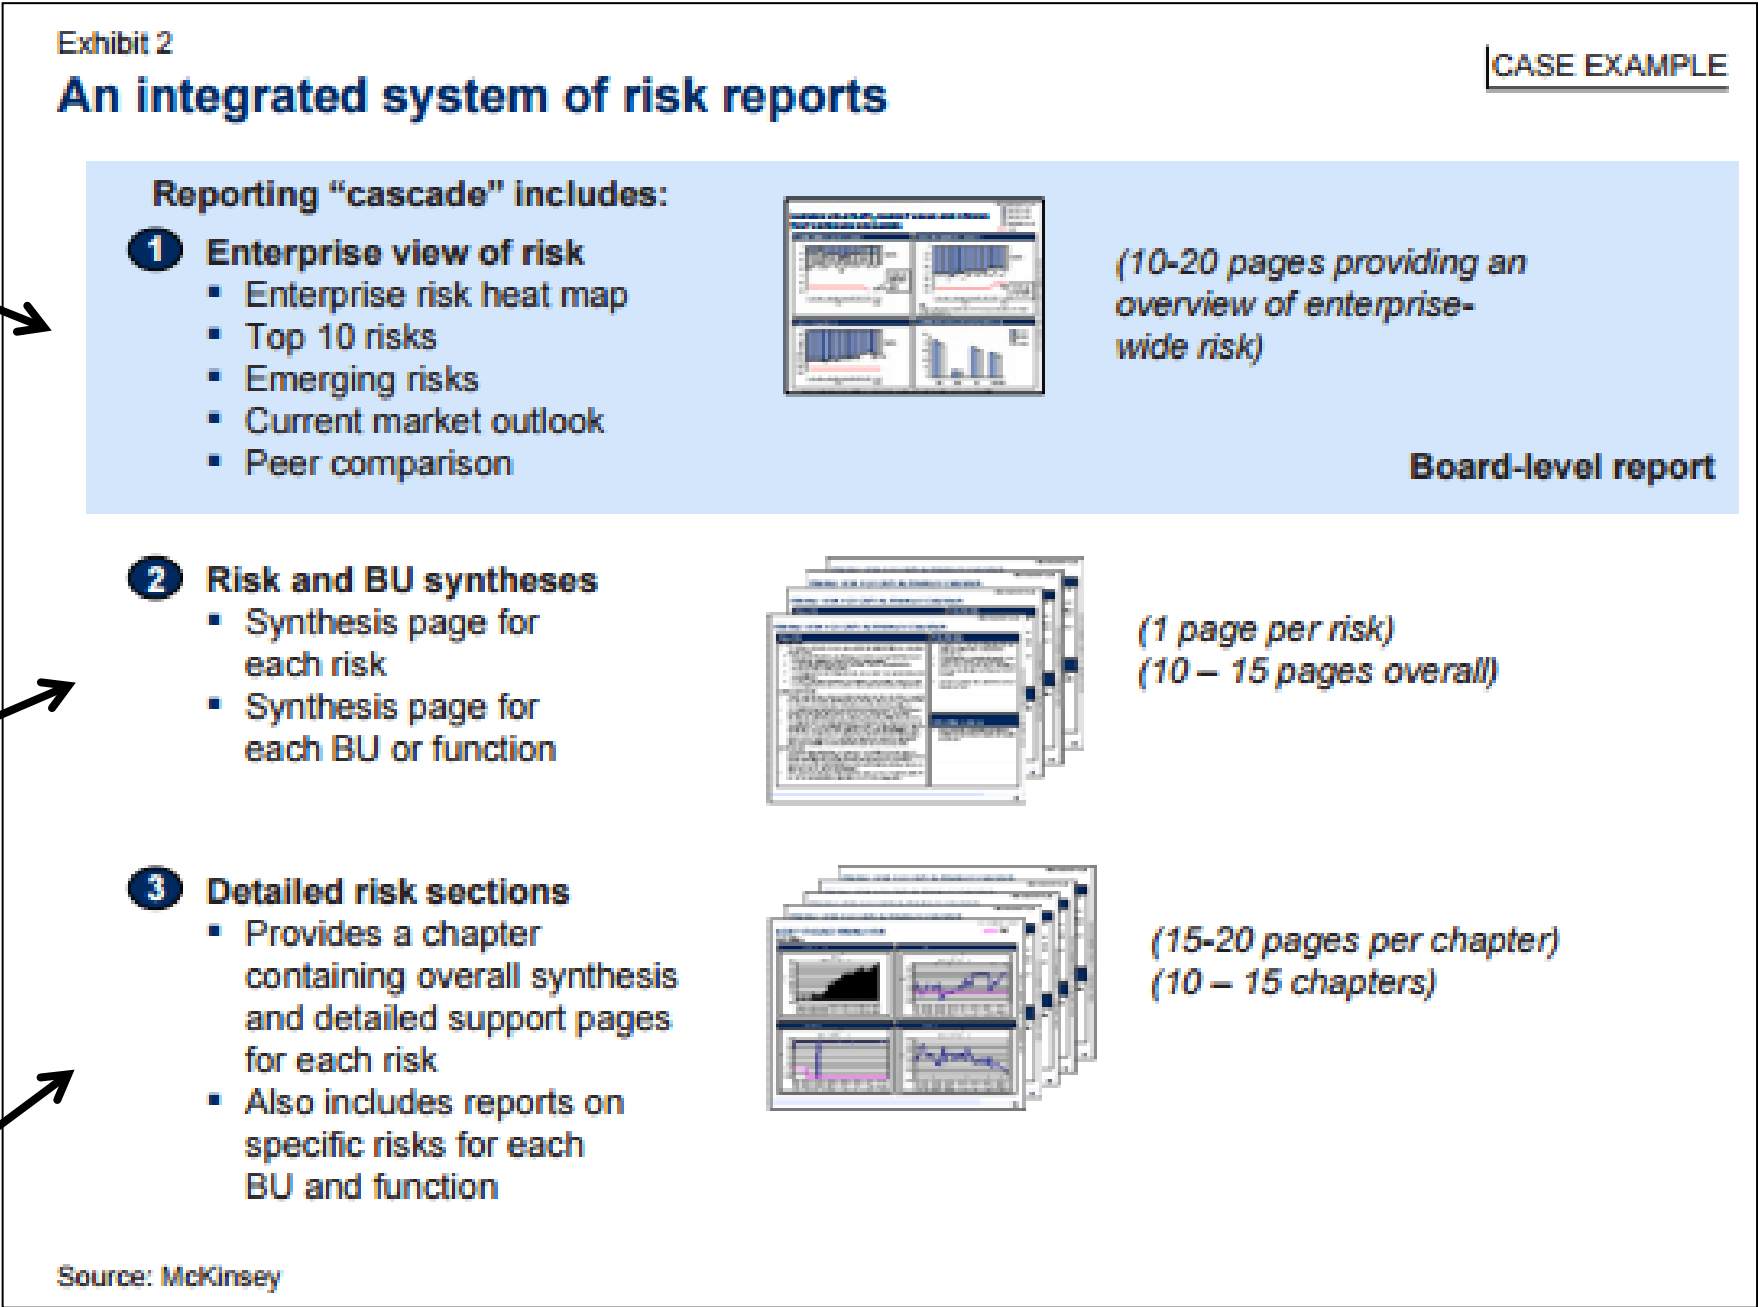 Exhibit 2
An integrated system of risk reports
CASE EXAMPLE
Reporting “cascade” includes:
1 Enterprise view of risk
▪ Enterprise risk heat map
▪ Top 10 risks
▪ Emerging risks
▪ Current market outlook
▪ Peer comparison
(10-20 pages providing an
overview of enterprise-
wide risk)
Board-level report
2 Risk and BU syntheses
▪ Synthesis page for
each risk
▪ Synthesis page for
each BU or function
(1 page per risk)
(10 – 15 pages overall)
3 Detailed risk sections
▪ Provides a chapter
containing overall synthesis
and detailed support pages
for each risk
▪ Also includes reports on
specific risks for each
BU and function
(15-20 pages per chapter)
(10 – 15 chapters)
Source: McKinsey